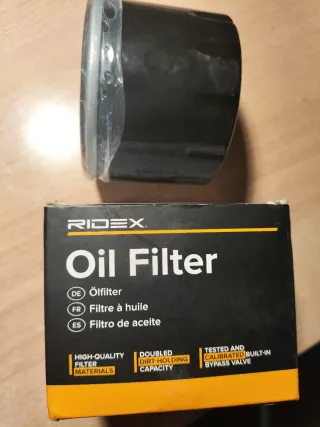 RIDEX
Oil Filter
DE Ölfilter
FR Filtre à huile
ES Filtro de aceite
HIGH-QUALITY
FILTER
MATERIALS
DOUBLED
DIRT-HOLDING
CAPACITY
TESTED AND
CALIBRATED BUILT-IN
BYPASS VALVE